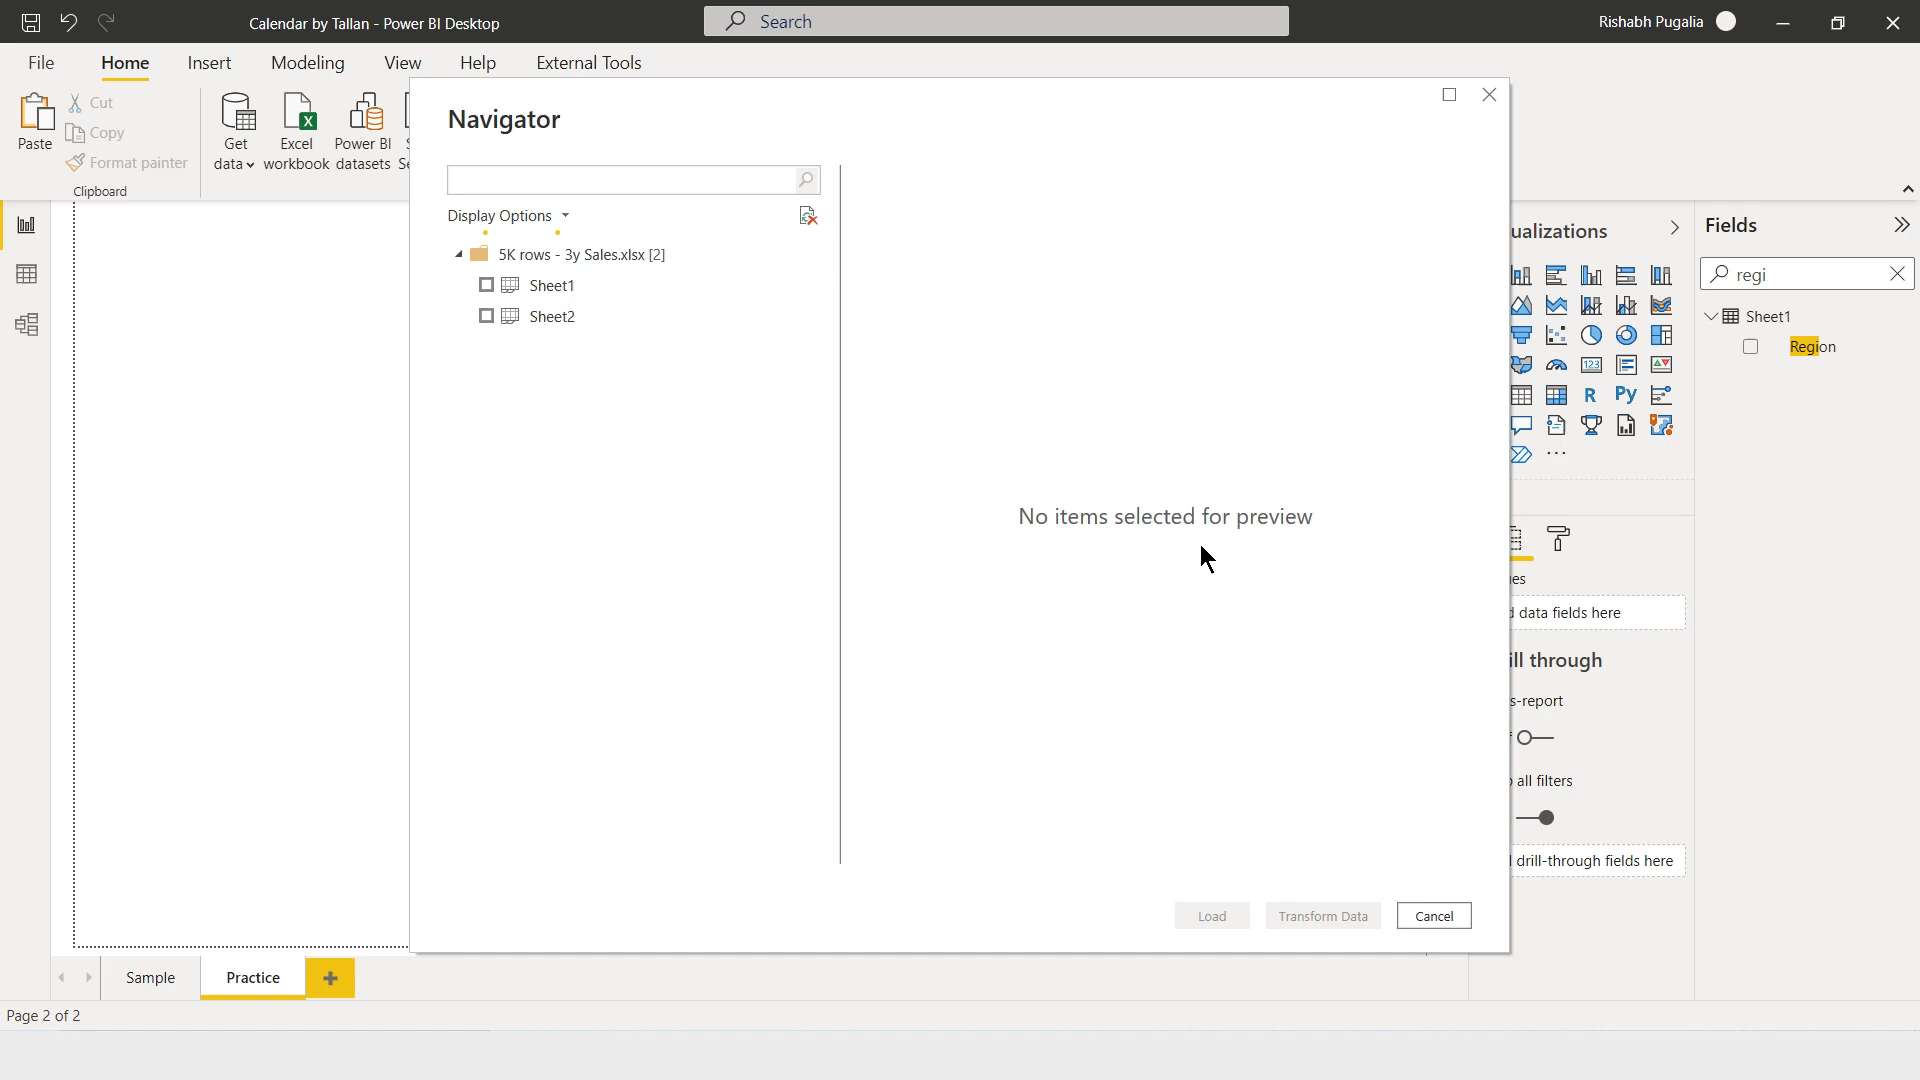 Calendar by Tallan - Power BI Desktop
Search
Rishabh Pugalia
File
Home
Insert
Modeling
View
Help
External Tools
Paste
Cut
Copy
Format painter
Clipboard
Get
data
Excel
workbook
Power BI
datasets
Navigator
Display Options
5K rows - 3y Sales.xlsx [2]
Sheet1
Sheet2
No items selected for preview
Load
Transform Data
Cancel
ualizations
123
R
Py
es
d data fields here
ill through
s-report
all filters
drill-through fields here
Fields
regi
Sheet1
Region
Sample
Practice
Page 2 of 2